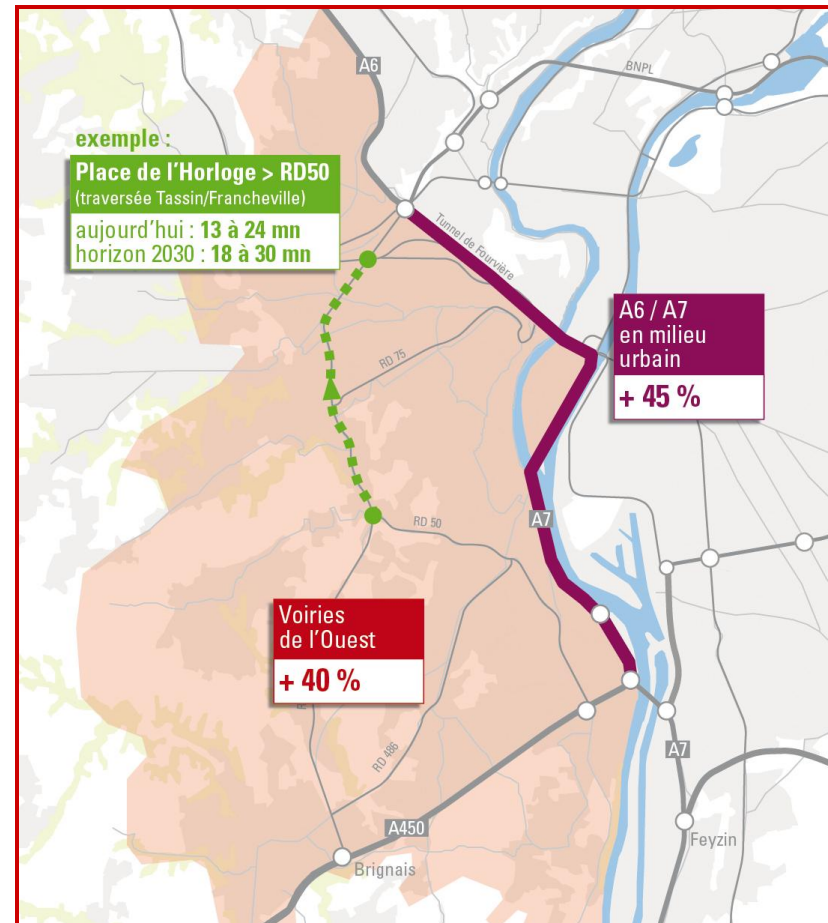 A6
BNPL
exemple :
Place de l'Horloge > RD50
(traversée Tassin/Francheville)
aujourd'hui : 13 à 24 mn
horizon 2030 : 18 à 30 mn
Tunnel de Fourvière
A6 / A7
en milieu
urbain
+ 45 %
RD 75
A7
RD 50
Voiries
de l'Ouest
+ 40 %
RD 486
A7
A450
Feyzin
Brignais